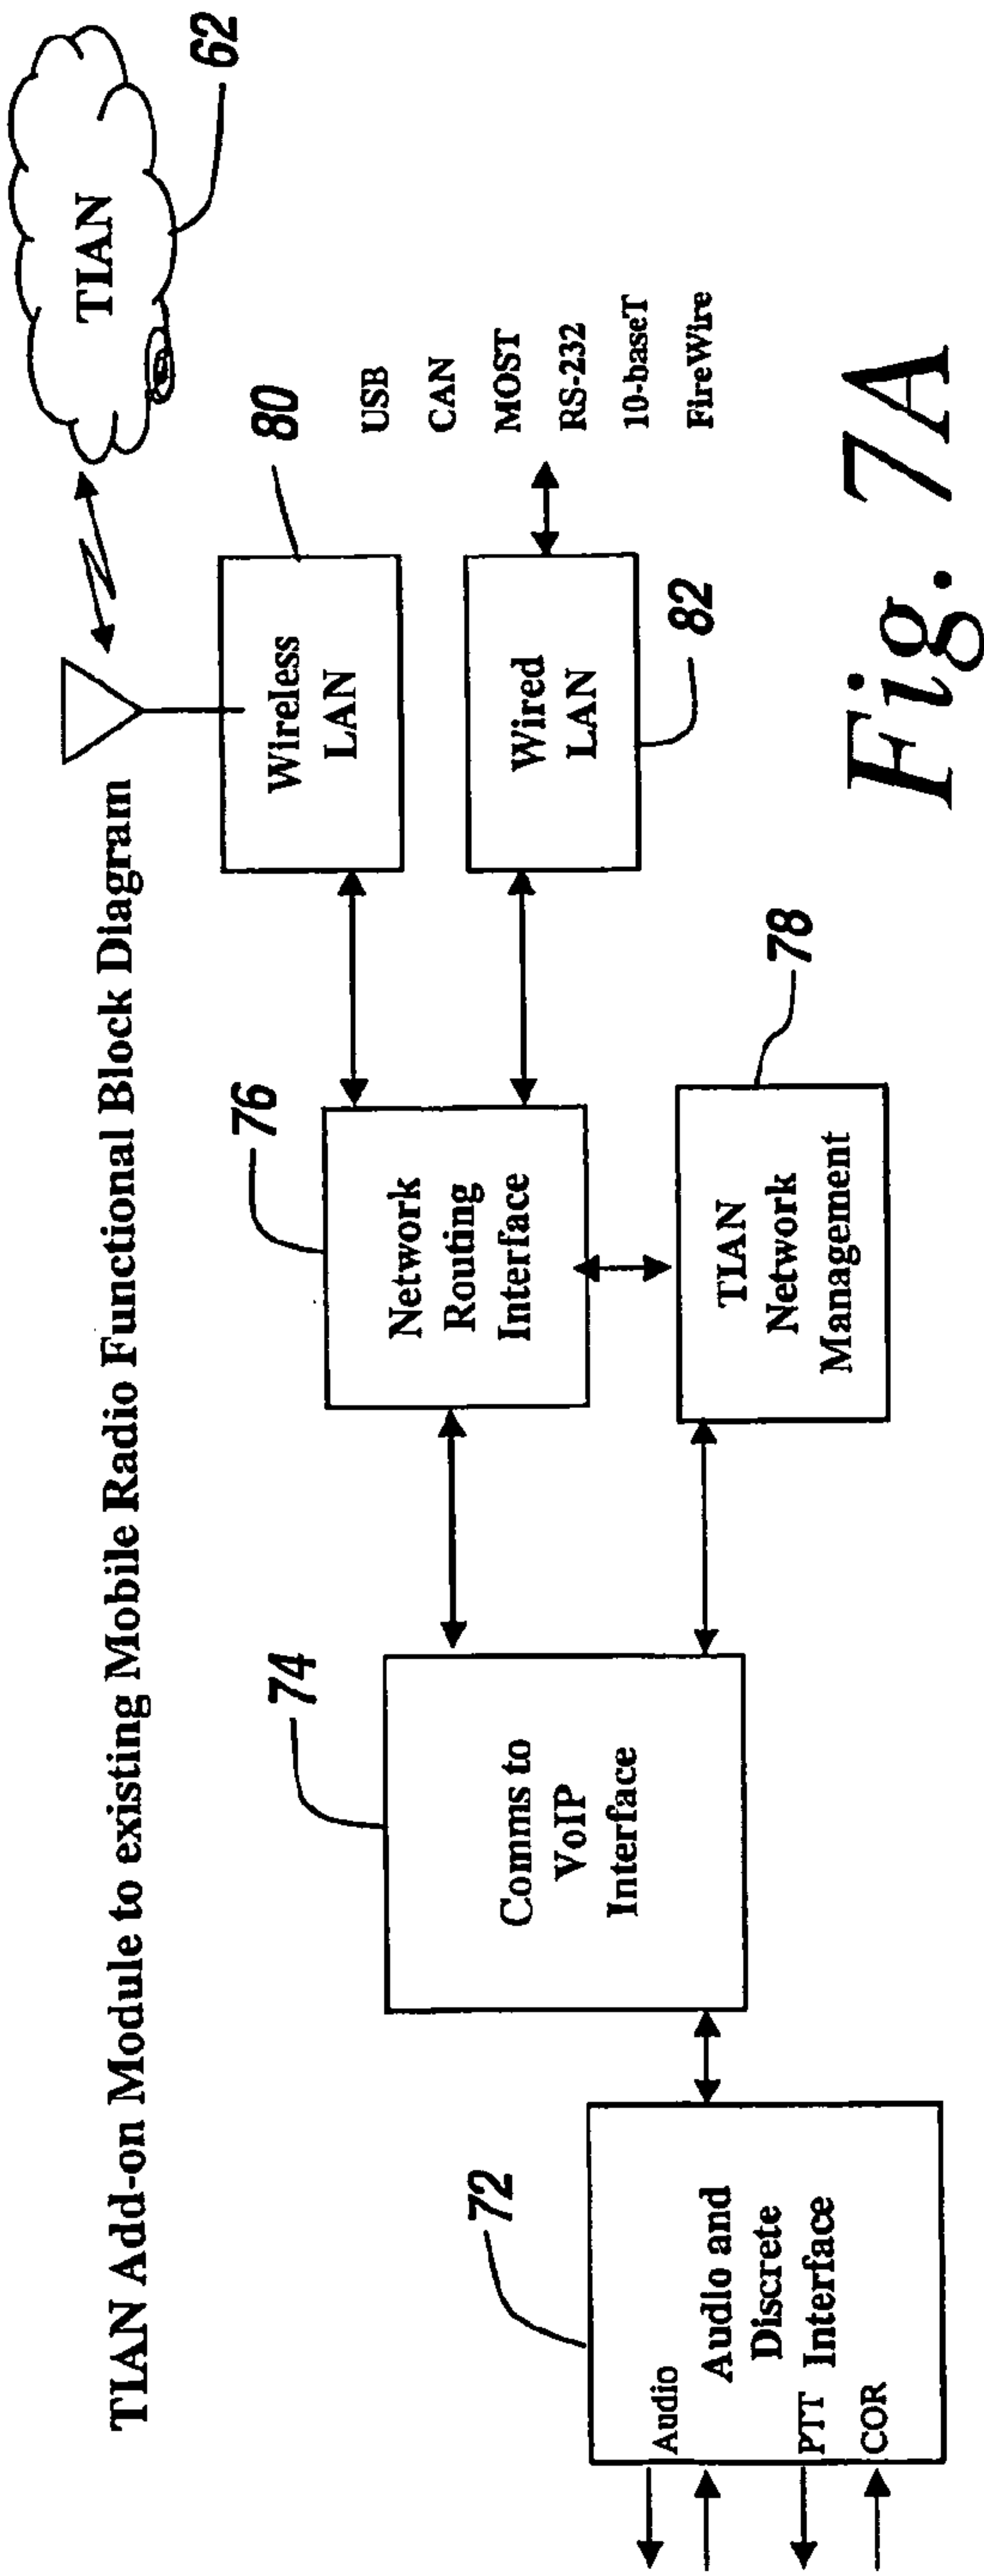 TIAN Add-on Module to existing Mobile Radio Functional Block Diagram
TIAN
62
72
Audio
Audio and
Discrete
Interface
PTT
COR
74
Comms to
VoIP
Interface
76
Network
Routing
Interface
78
TIAN
Network
Management
80
Wireless
LAN
Wired
LAN
82
USB
CAN
MOST
RS-232
10-baseT
FireWire
Fig. 7A